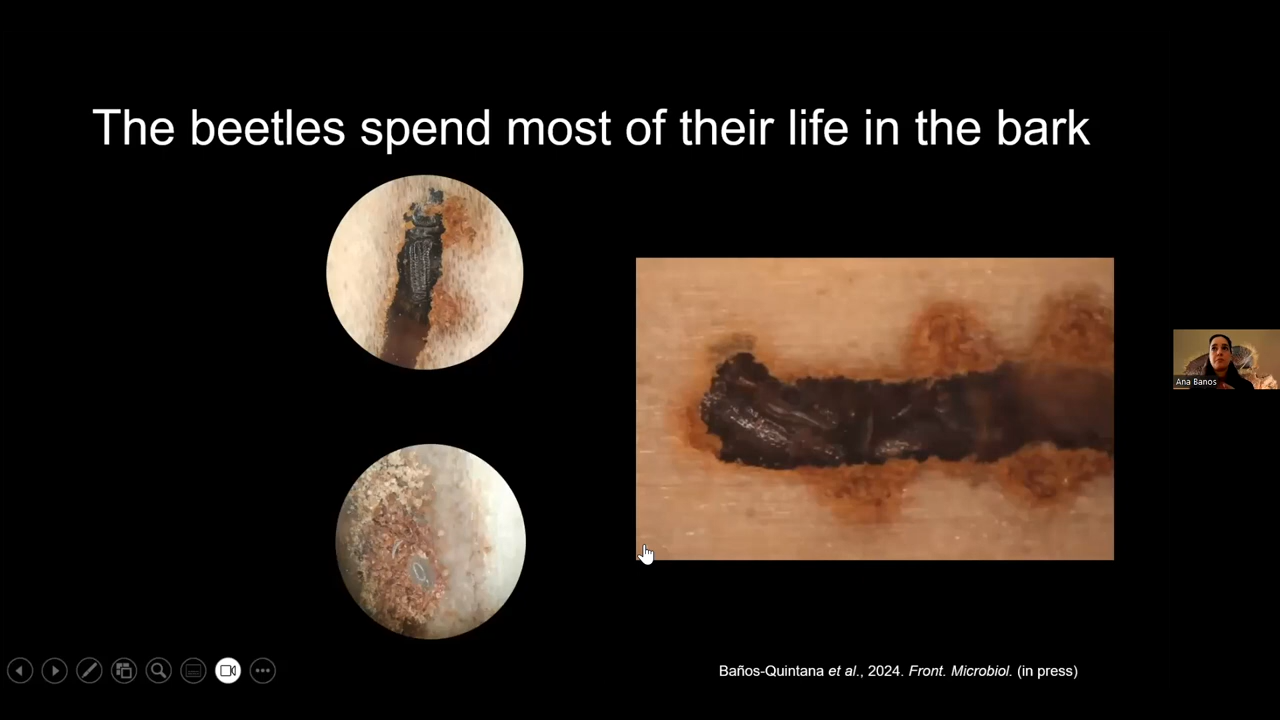 The beetles spend most of their life in the bark
Ana Banos
Baños-Quintana et al., 2024. Front. Microbiol. (in press)